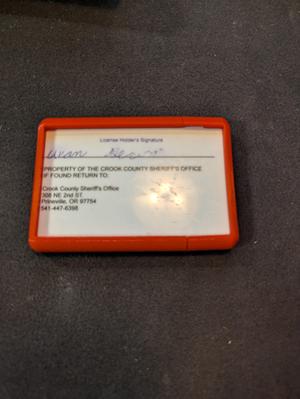 License Holder's Signature
PROPERTY OF THE CROOK COUNTY SHERIFF'S OFFICE
IF FOUND RETURN TO:
Crook County Sheriff's Office
308 NE 2nd ST.
Prineville, OR 97754
541-447-6398